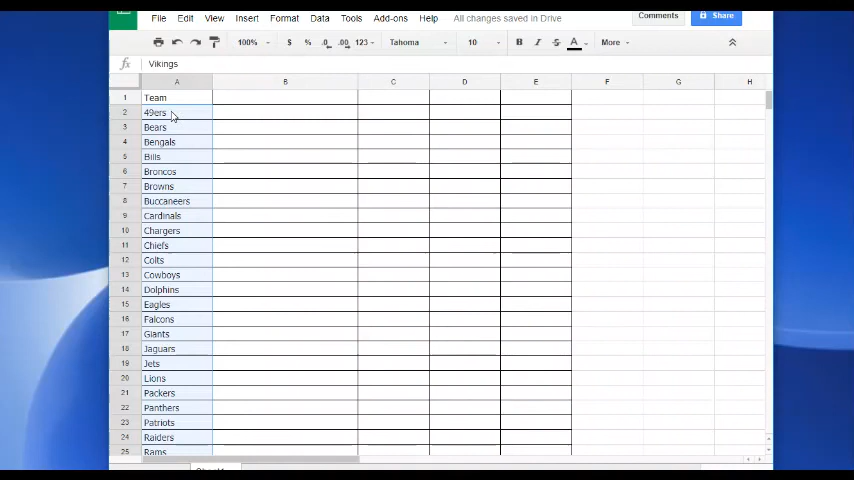 File Edit View Insert Format Data Tools Add-ons Help All changes saved in Drive Comments Share
100% $ % .0 .00 123 Tahoma 10 B I S A More
fx Vikings
A B C D E F G H
1 Team
2 49ers
3 Bears
4 Bengals
5 Bills
6 Broncos
7 Browns
8 Buccaneers
9 Cardinals
10 Chargers
11 Chiefs
12 Colts
13 Cowboys
14 Dolphins
15 Eagles
16 Falcons
17 Giants
18 Jaguars
19 Jets
20 Lions
21 Packers
22 Panthers
23 Patriots
24 Raiders
25 Rams